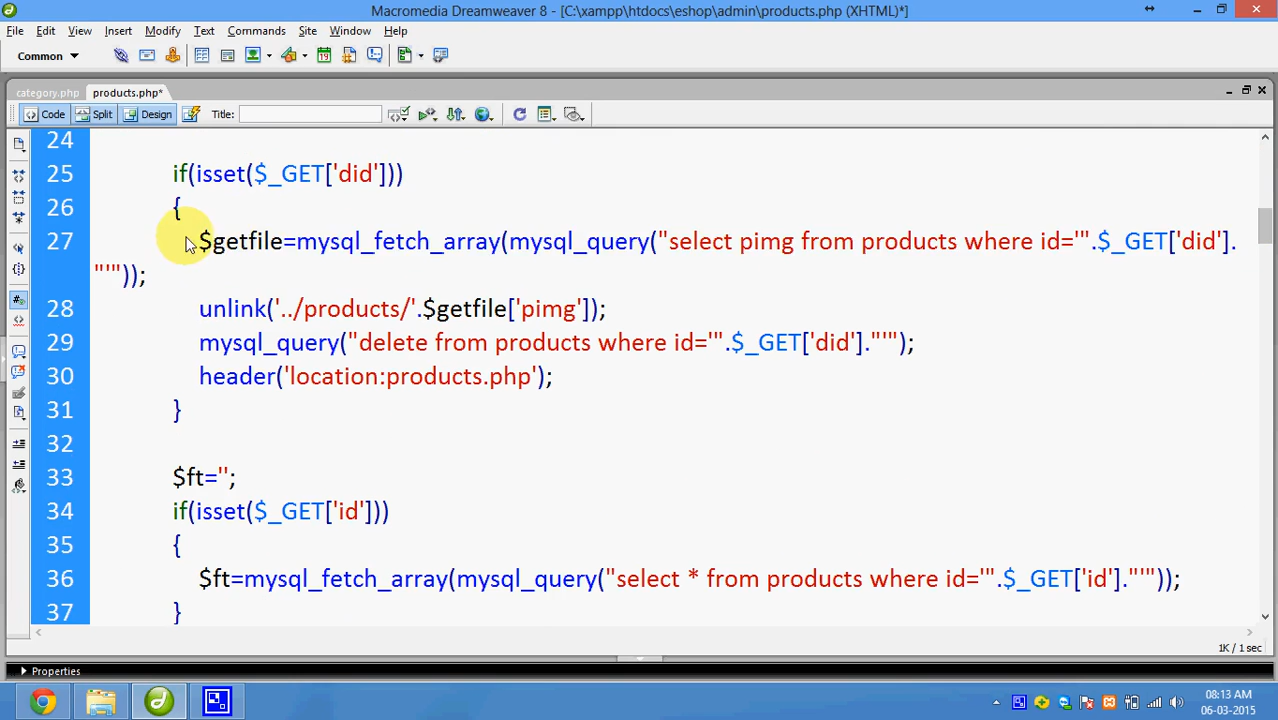 Macromedia Dreamweaver 8 - [C:\xampp\htdocs\eshop\admin\products.php (XHTML)*]
File Edit View Insert Modify Text Commands Site Window Help
Common
category.php products.php*
Code Split Design Title:
24
25 if(isset($_GET['did']))
26 {
27 $getfile=mysql_fetch_array(mysql_query("select pimg from products where id='".$_GET['did'].
"'"));
28 unlink('../products/'.$getfile['pimg']);
29 mysql_query("delete from products where id='".$_GET['did']."'");
30 header('location:products.php');
31 }
32
33 $ft='';
34 if(isset($_GET['id']))
35 {
36 $ft=mysql_fetch_array(mysql_query("select * from products where id='".$_GET['id']."'"));
37 }
1K / 1 sec
Properties
08:13 AM
06-03-2015